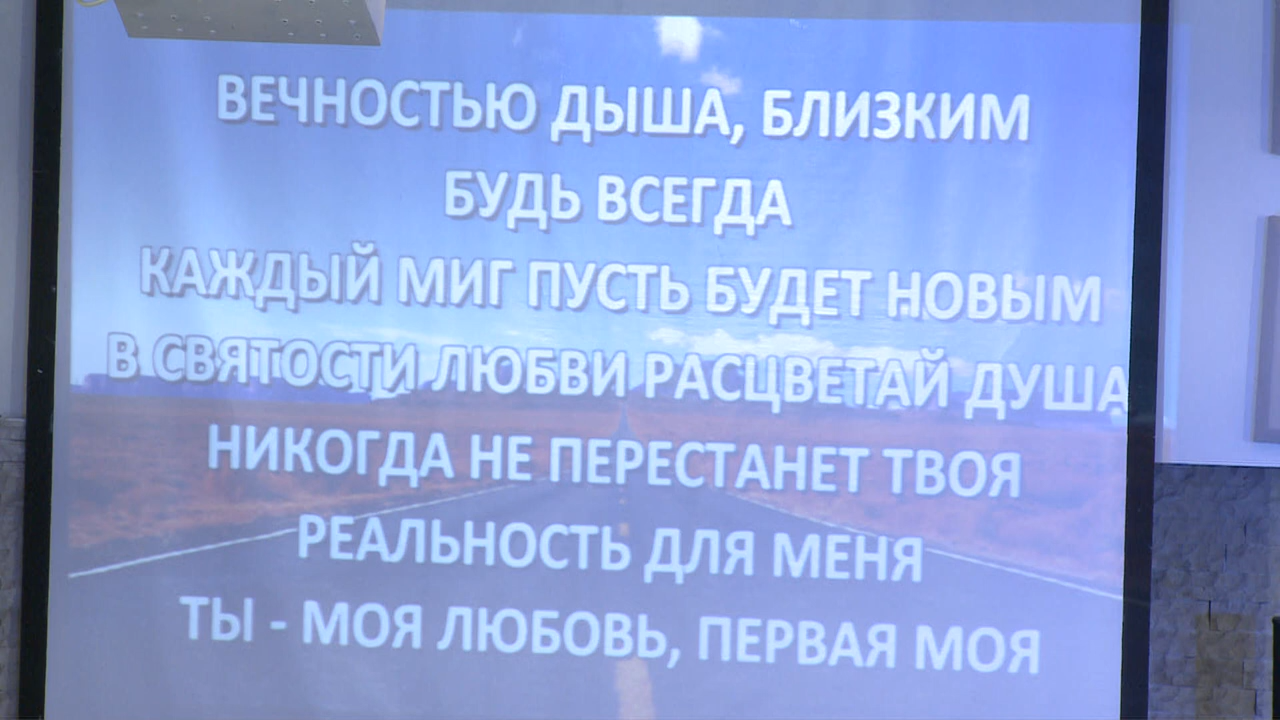 ВЕЧНОСТЬЮ ДЫША, БЛИЗКИМ
БУДЬ ВСЕГДА
КАЖДЫЙ МИГ ПУСТЬ БУДЕТ НОВЫМ
В СВЯТОСТИ ЛЮБВИ РАСЦВЕТАЙ ДУША
НИКОГДА НЕ ПЕРЕСТАНЕТ ТВОЯ
РЕАЛЬНОСТЬ ДЛЯ МЕНЯ
ТЫ - МОЯ ЛЮБОВЬ, ПЕРВАЯ МОЯ